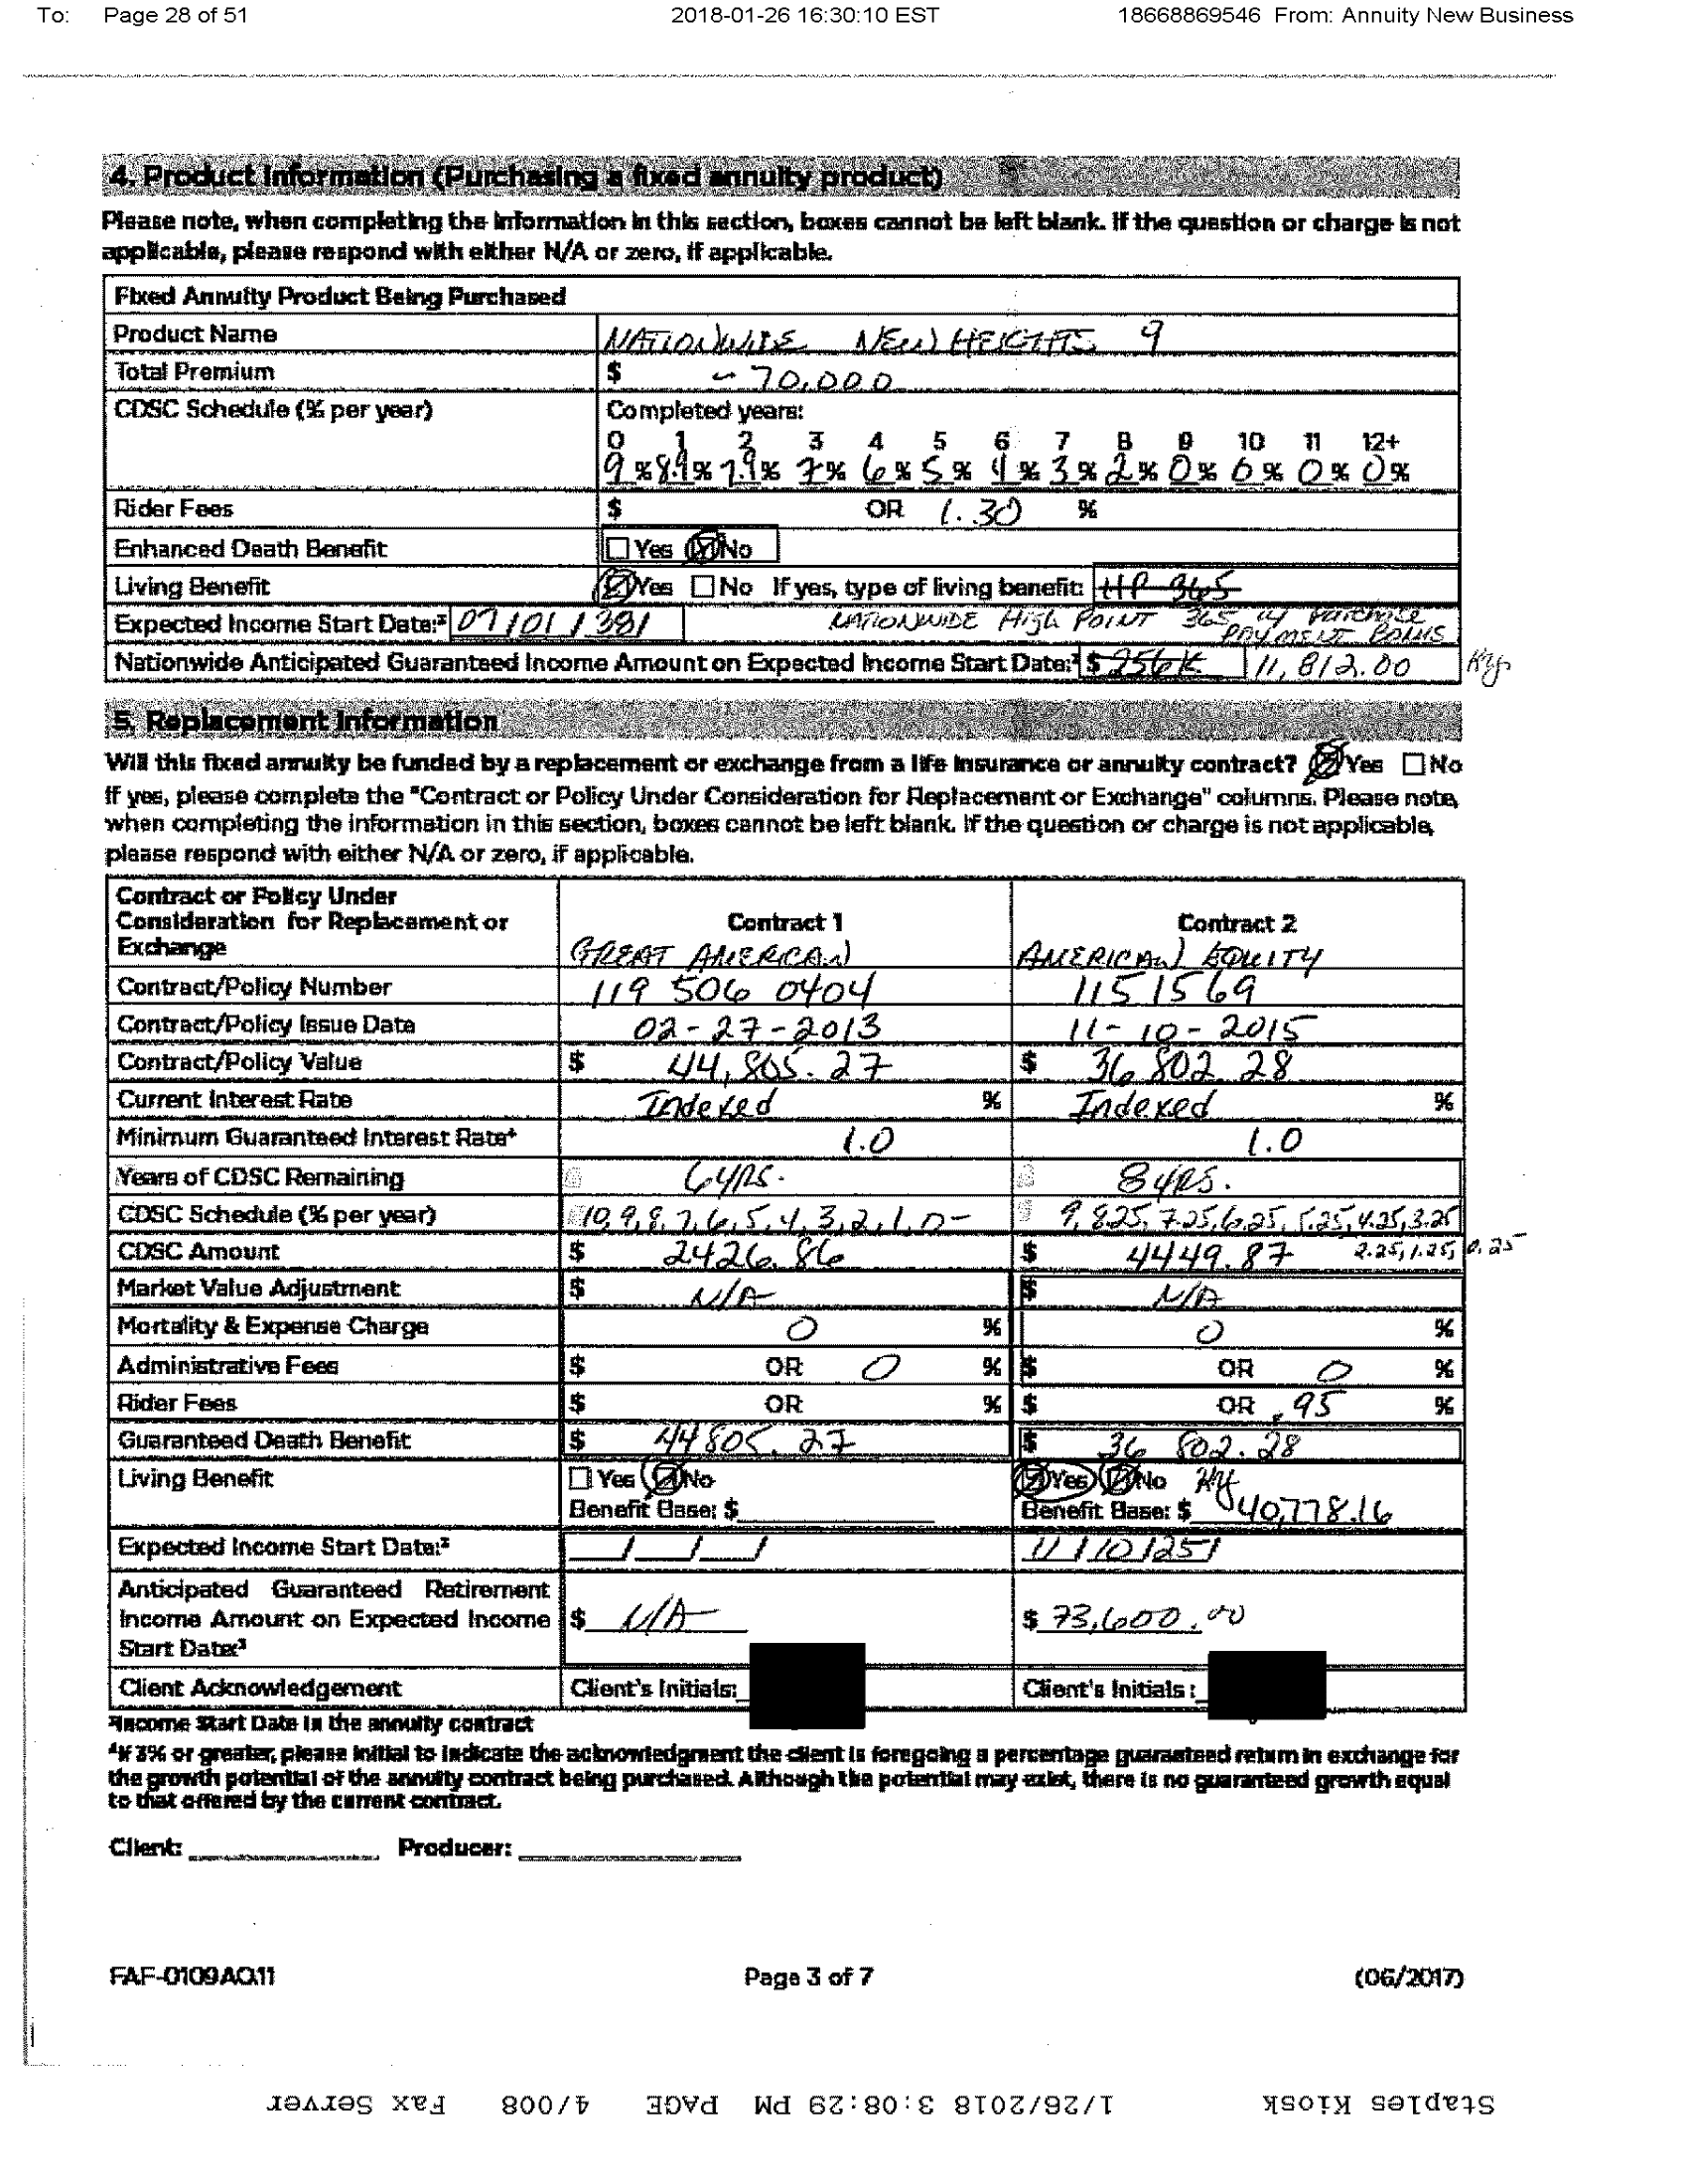 To: Page 28 of 51 2018-01-26 16:30:10 EST 18668869546 From: Annuity New Business
4. Product Information (Purchasing a fixed annuity product)
Please note, when completing the information in this section, boxes cannot be left blank. If the question or charge is not
applicable, please respond with either N/A or zero, if applicable.
Fixed Annuity Product Being Purchased
Product Name NATIONWIDE NEW HEIGHTS 9
Total Premium $ ~70,000
CDSC Schedule (% per year) Completed years:
0 1 2 3 4 5 6 7 8 9 10 11 12+
9 % 8.9 % 7.9 % 7 % 6 % 5 % 4 % 3 % 2 % 0 % 0 % 0 % 0 %
Rider Fees $ OR 1.30 %
Enhanced Death Benefit Yes No
Living Benefit Yes No If yes, type of living benefit: HP 365
Expected Income Start Date:² 07/01/38/ NATIONWIDE High POINT 365 w/ Purchase
PAYMENT BONUS
Nationwide Anticipated Guaranteed Income Amount on Expected Income Start Date:² $ 256K 11,812.00
5. Replacement Information
Will this fixed annuity be funded by a replacement or exchange from a life insurance or annuity contract? Yes No
If yes, please complete the "Contract or Policy Under Consideration for Replacement or Exchange" columns. Please note,
when completing the information in this section, boxes cannot be left blank. If the question or charge is not applicable,
please respond with either N/A or zero, if applicable.
Contract or Policy Under
Consideration for Replacement or
Exchange
Contract 1 Contract 2
GREAT AMERICAN AMERICAN EQUITY
Contract/Policy Number 119 506 0404 1151569
Contract/Policy Issue Date 02-27-2013 11-10-2015
Contract/Policy Value $ 44,805.27 $ 36 802.28
Current Interest Rate Indexed % Indexed %
Minimum Guaranteed Interest Rate⁴ 1.0 1.0
Years of CDSC Remaining 6 YRS. 8 YRS.
CDSC Schedule (% per year) 10,9,8,7,6,5,4,3,2,1,0- 9, 8.25, 7.25, 6.25, 5.25, 4.25, 3.25
2.25, 1.25, 0.25
CDSC Amount $ 2426.86 $ 4449.87
Market Value Adjustment $ N/A $ N/A
Mortality & Expense Charge 0 % 0 %
Administrative Fees $ OR 0 % $ OR 0 %
Rider Fees $ OR % $ OR .95 %
Guaranteed Death Benefit $ 44805.27 $ 36 802.28
Living Benefit Yes No Yes No
Benefit Base: $ Benefit Base: $ 40,778.16
Expected Income Start Date:² / / / 11/10/25/
Anticipated Guaranteed Retirement
Income Amount on Expected Income
Start Date:³
$ N/A $ 73,600.00
Client Acknowledgement Client's Initials: Client's Initials:
³Income Start Date is the annuity contract
⁴If 3% or greater, please initial to indicate the acknowledgment the client is foregoing a percentage guaranteed return in exchange for
the growth potential of the annuity contract being purchased. Although the potential may exist, there is no guaranteed growth equal
to that offered by the current contract.
Client: Producer:
FAF-0109AO.11 Page 3 of 7 (06/2017)
Staples Kiosk 1/26/2018 3:08:29 PM PAGE 4/008 Fax Server